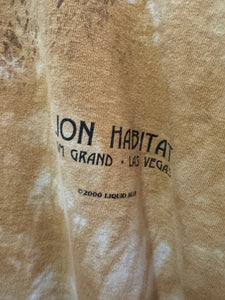 ION HABITAT
M GRAND · LAS VEGAS
©2000 LIQUID BLUE